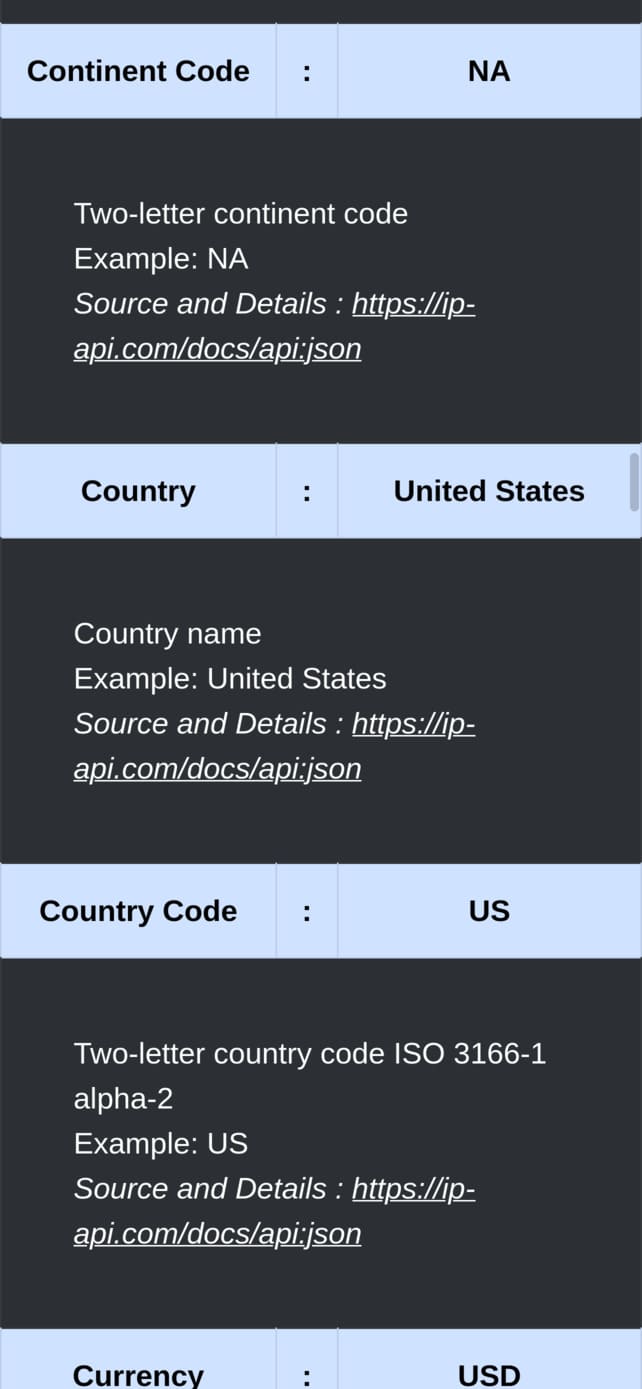 Continent Code : NA
Two-letter continent code
Example: NA
Source and Details : https://ip-
api.com/docs/api:json
Country : United States
Country name
Example: United States
Source and Details : https://ip-
api.com/docs/api:json
Country Code : US
Two-letter country code ISO 3166-1
alpha-2
Example: US
Source and Details : https://ip-
api.com/docs/api:json
Currency : USD